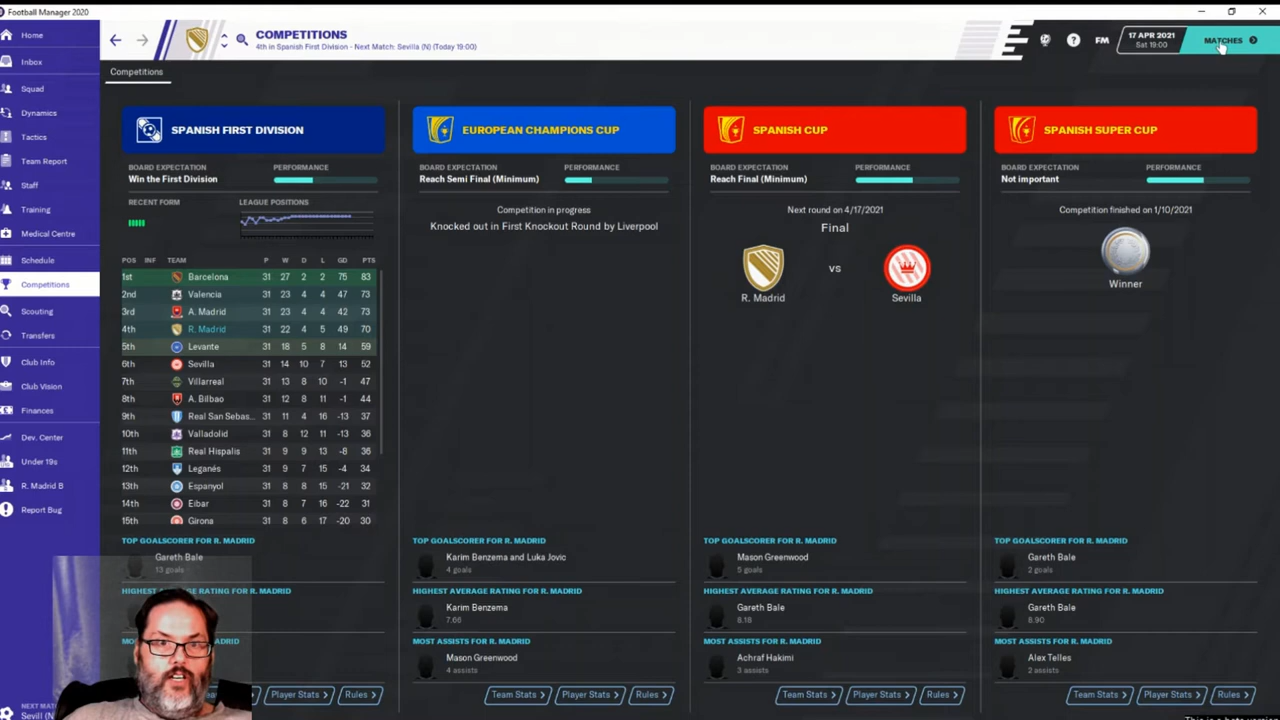 Football Manager 2020
Home
Inbox
Squad
Dynamics
Tactics
Team Report
Staff
Training
Medical Centre
Schedule
Competitions
Scouting
Transfers
Club Info
Club Vision
Finances
Dev. Center
Under 19s
R. Madrid B
Report Bug
COMPETITIONS
4th in Spanish First Division - Next Match: Sevilla (N) (Today 19:00)
FM
17 APR 2021
Sat 19:00
MATCHES
Competitions
SPANISH FIRST DIVISION
BOARD EXPECTATION PERFORMANCE
Win the First Division
RECENT FORM LEAGUE POSITIONS
POS INF TEAM P W D L GD PTS
1st Barcelona 31 27 2 2 75 83
2nd Valencia 31 23 4 4 47 73
3rd A. Madrid 31 23 4 4 42 73
4th R. Madrid 31 22 4 5 49 70
5th Levante 31 18 5 8 14 59
6th Sevilla 31 14 10 7 13 52
7th Villarreal 31 13 8 10 -1 47
8th A. Bilbao 31 12 8 11 -1 44
9th Real San Sebas... 31 11 4 16 -13 37
10th Valladolid 31 8 12 11 -13 36
11th Real Hispalis 31 9 9 13 -8 36
12th Leganés 31 9 7 15 -4 34
13th Espanyol 31 8 8 15 -21 32
14th Eibar 31 8 7 16 -22 31
15th Girona 31 8 6 17 -20 30
TOP GOALSCORER FOR R. MADRID
Gareth Bale
13 goals
HIGHEST AVERAGE RATING FOR R. MADRID
Player Stats >
Rules >
EUROPEAN CHAMPIONS CUP
BOARD EXPECTATION PERFORMANCE
Reach Semi Final (Minimum)
Competition in progress
Knocked out in First Knockout Round by Liverpool
TOP GOALSCORER FOR R. MADRID
Karim Benzema and Luka Jovic
4 goals
HIGHEST AVERAGE RATING FOR R. MADRID
Karim Benzema
7.66
MOST ASSISTS FOR R. MADRID
Mason Greenwood
4 assists
Team Stats >
Player Stats >
Rules >
SPANISH CUP
BOARD EXPECTATION PERFORMANCE
Reach Final (Minimum)
Next round on 4/17/2021
Final
vs
R. Madrid Sevilla
TOP GOALSCORER FOR R. MADRID
Mason Greenwood
5 goals
HIGHEST AVERAGE RATING FOR R. MADRID
Gareth Bale
8.18
MOST ASSISTS FOR R. MADRID
Achraf Hakimi
3 assists
Team Stats >
Player Stats >
Rules >
SPANISH SUPER CUP
BOARD EXPECTATION PERFORMANCE
Not important
Competition finished on 1/10/2021
Winner
TOP GOALSCORER FOR R. MADRID
Gareth Bale
2 goals
HIGHEST AVERAGE RATING FOR R. MADRID
Gareth Bale
8.90
MOST ASSISTS FOR R. MADRID
Alex Telles
2 assists
Team Stats >
Player Stats >
Rules >